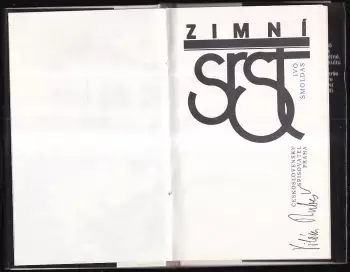 ZIMNÍ
SRST
IVO
ŠMOLDAS
ČESKOSLOVENSKÝ
SPISOVATEL
PRAHA